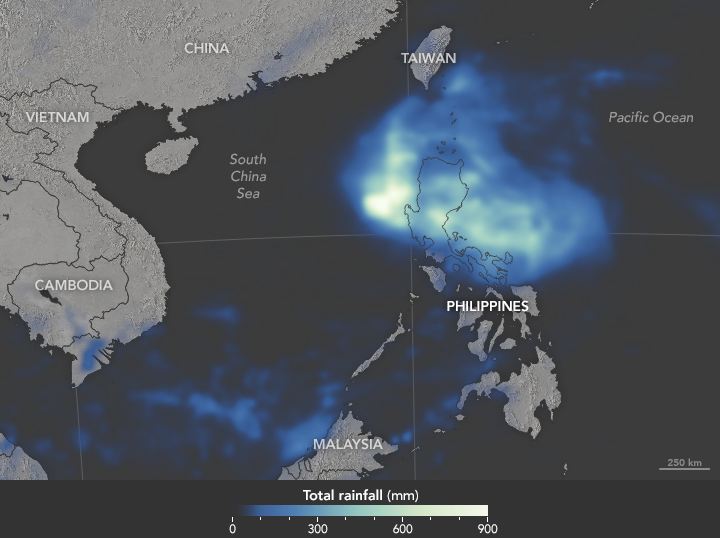 CHINA
TAIWAN
VIETNAM
Pacific Ocean
South
China
Sea
CAMBODIA
PHILIPPINES
MALAYSIA
250 km
Total rainfall (mm)
0 300 600 900